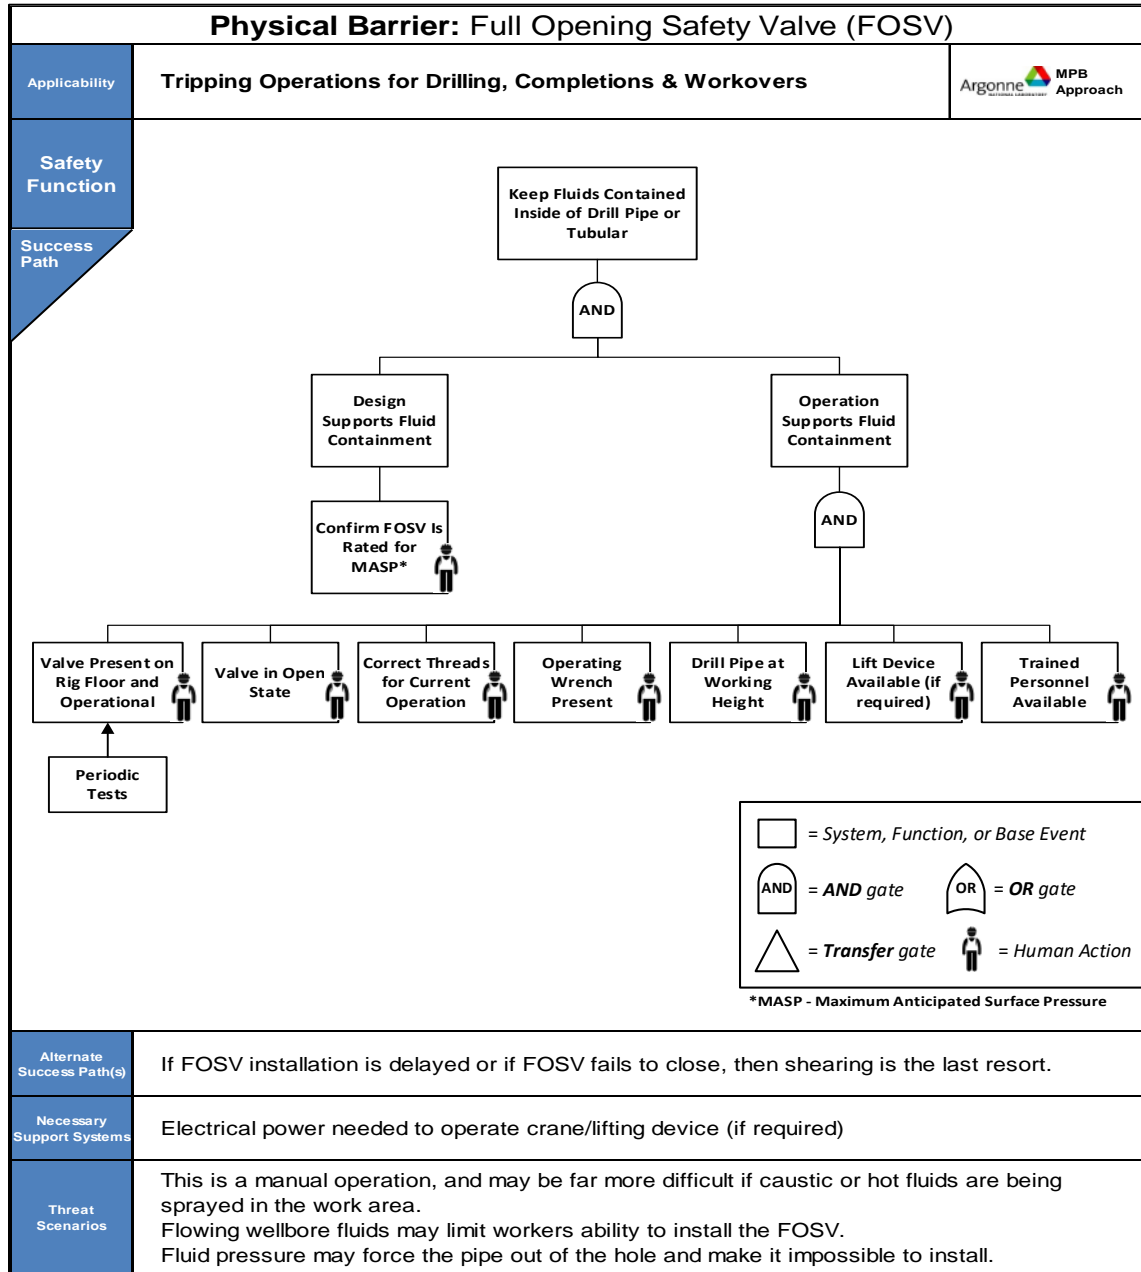 Physical Barrier: Full Opening Safety Valve (FOSV)
Applicability
Tripping Operations for Drilling, Completions & Workovers
Argonne
NATIONAL LABORATORY
MPB
Approach
Safety
Function
Success
Path
Keep Fluids Contained
Inside of Drill Pipe or
Tubular
AND
Design
Supports Fluid
Containment
Operation
Supports Fluid
Containment
Confirm FOSV Is
Rated for
MASP*
AND
Valve Present on
Rig Floor and
Operational
Valve in Open
State
Correct Threads
for Current
Operation
Operating
Wrench
Present
Drill Pipe at
Working
Height
Lift Device
Available (if
required)
Trained
Personnel
Available
Periodic
Tests
= System, Function, or Base Event
AND
= AND gate
OR
= OR gate
= Transfer gate
= Human Action
*MASP - Maximum Anticipated Surface Pressure
Alternate
Success Path(s)
If FOSV installation is delayed or if FOSV fails to close, then shearing is the last resort.
Necessary
Support Systems
Electrical power needed to operate crane/lifting device (if required)
Threat
Scenarios
This is a manual operation, and may be far more difficult if caustic or hot fluids are being
sprayed in the work area.
Flowing wellbore fluids may limit workers ability to install the FOSV.
Fluid pressure may force the pipe out of the hole and make it impossible to install.